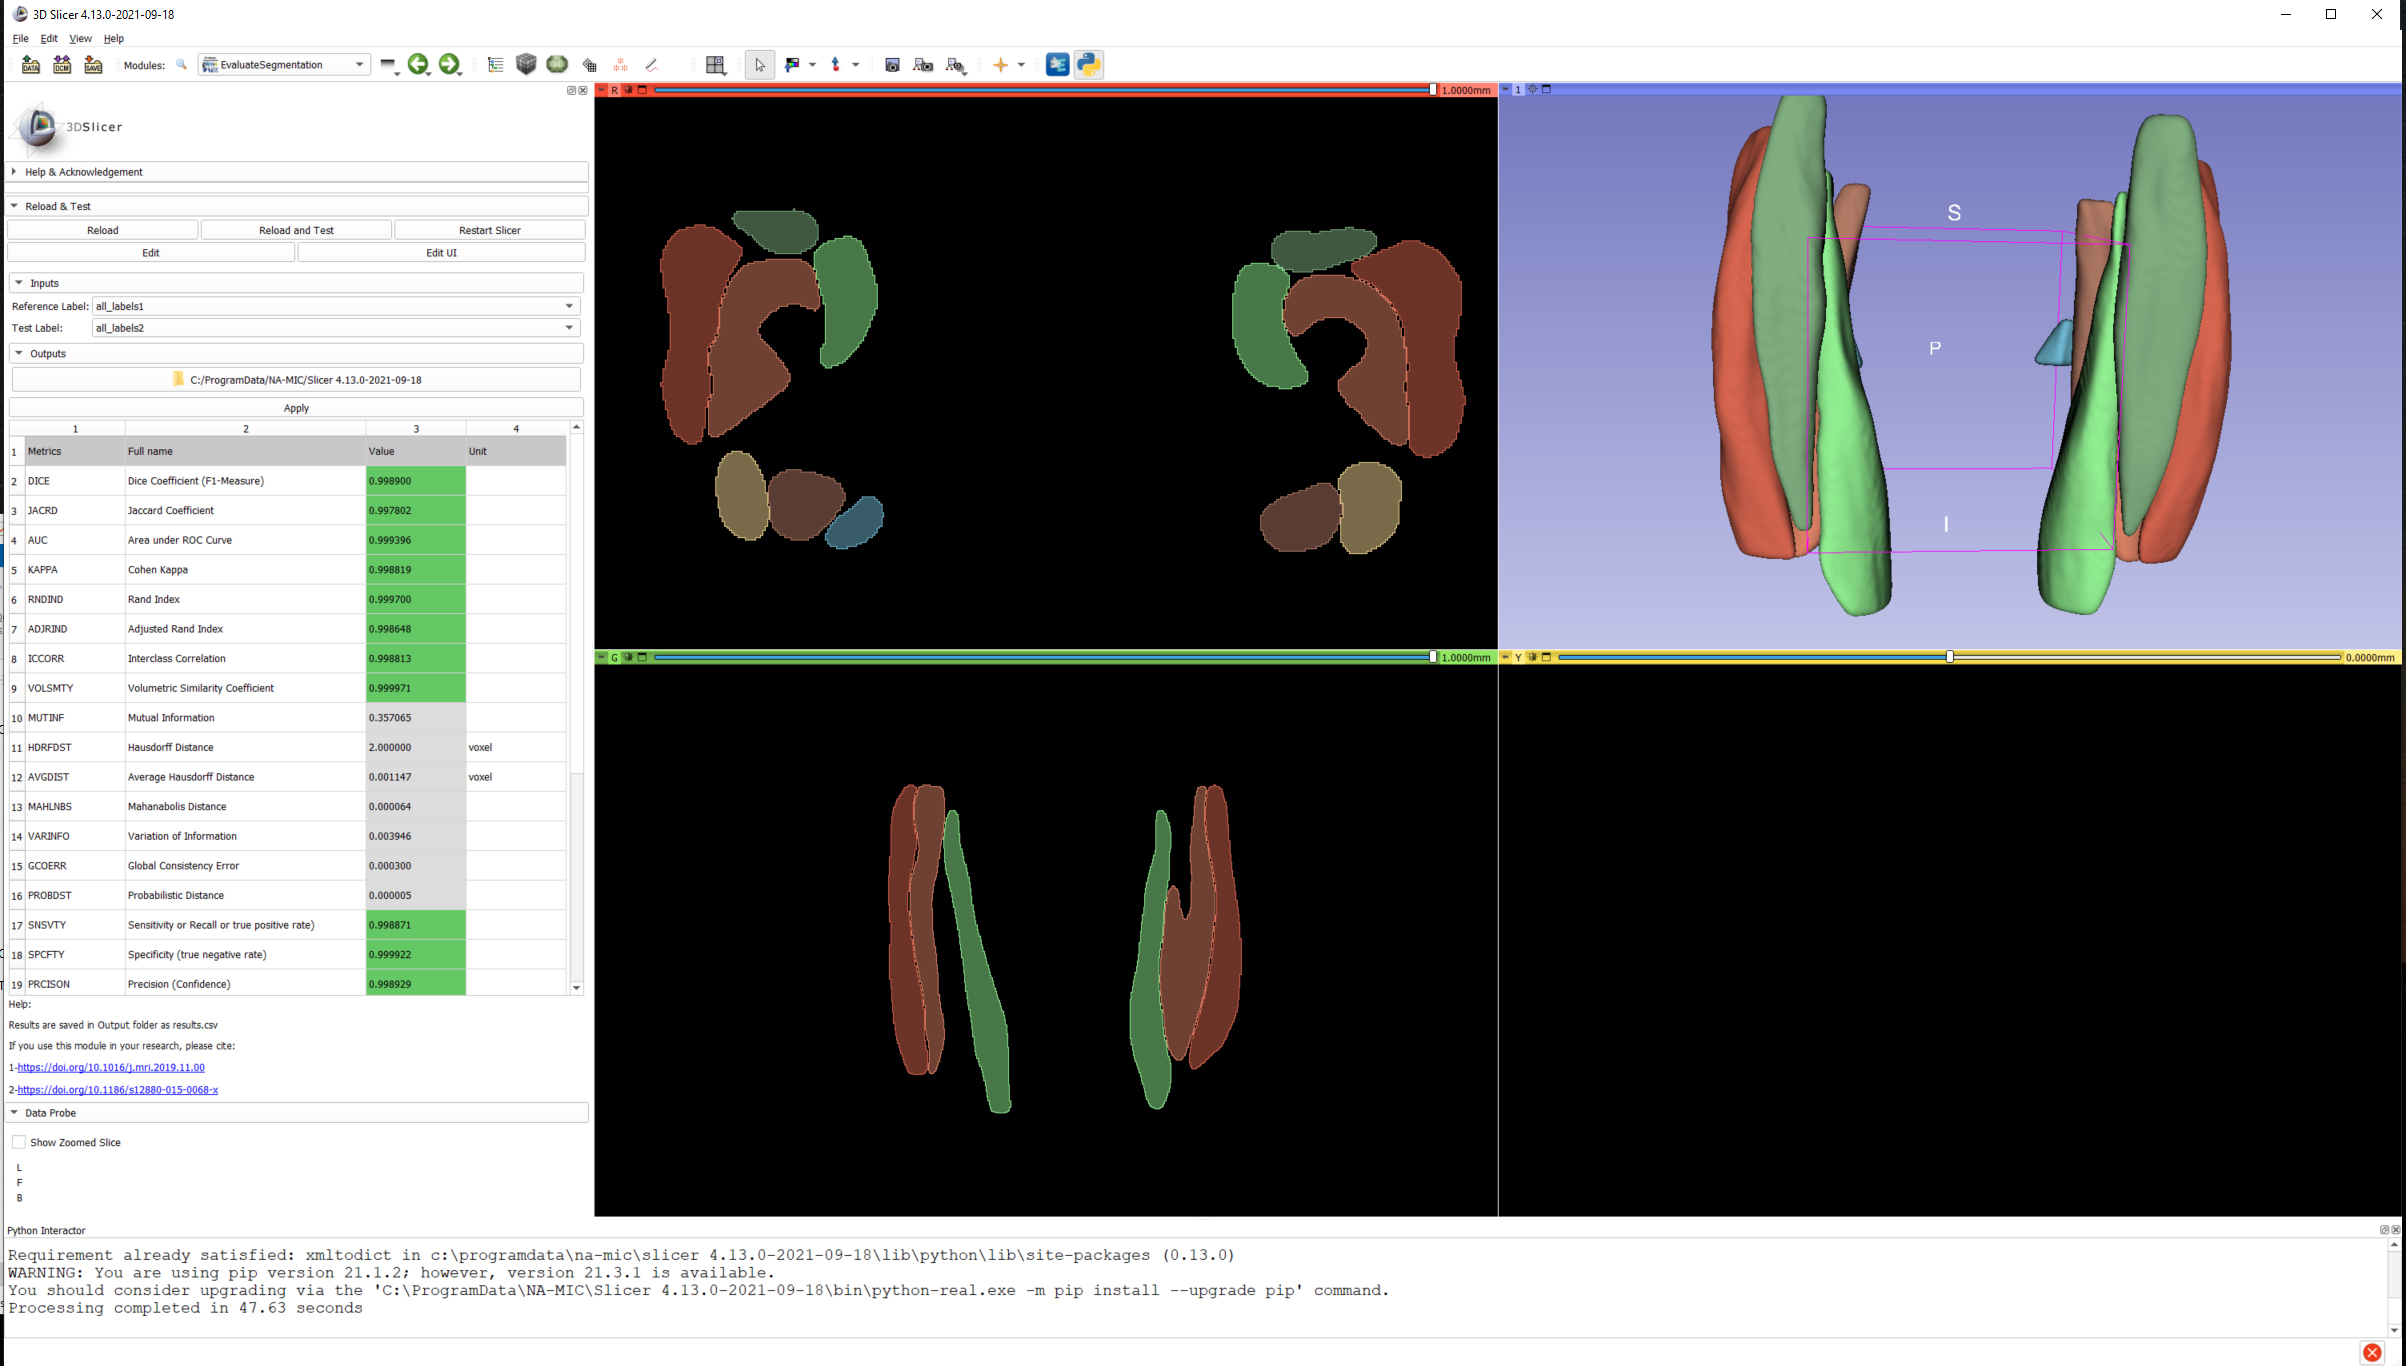 3D Slicer 4.13.0-2021-09-18
File Edit View Help
DATA DCM SAVE Modules: EvaluateSegmentation
3DSlicer
Help & Acknowledgement
Reload & Test
Reload Reload and Test Restart Slicer
Edit Edit UI
Inputs
Reference Label: all_labels1
Test Label: all_labels2
Outputs
C:/ProgramData/NA-MIC/Slicer 4.13.0-2021-09-18
Apply
1 2 3 4
1 Metrics Full name Value Unit
2 DICE Dice Coefficient (F1-Measure) 0.998900
3 JACRD Jaccard Coefficient 0.997802
4 AUC Area under ROC Curve 0.999396
5 KAPPA Cohen Kappa 0.998819
6 RNDIND Rand Index 0.999700
7 ADJRIND Adjusted Rand Index 0.998648
8 ICCORR Interclass Correlation 0.998813
9 VOLSMTY Volumetric Similarity Coefficient 0.999971
10 MUTINF Mutual Information 0.357065
11 HDRFDST Hausdorff Distance 2.000000 voxel
12 AVGDIST Average Hausdorff Distance 0.001147 voxel
13 MAHLNBS Mahanabolis Distance 0.000064
14 VARINFO Variation of Information 0.003946
15 GCOERR Global Consistency Error 0.000300
16 PROBDST Probabilistic Distance 0.000005
17 SNSVTY Sensitivity or Recall or true positive rate) 0.998871
18 SPCFTY Specificity (true negative rate) 0.999922
19 PRCISON Precision (Confidence) 0.998929
Help:
Results are saved in Output folder as results.csv
If you use this module in your research, please cite:
1-https://doi.org/10.1016/j.mri.2019.11.00
2-https://doi.org/10.1186/s12880-015-0068-x
Data Probe
Show Zoomed Slice
L
F
B
R 1.0000mm
1
S
P
I
G 1.0000mm
Y 0.0000mm
Python Interactor
Requirement already satisfied: xmltodict in c:\programdata\na-mic\slicer 4.13.0-2021-09-18\lib\python\lib\site-packages (0.13.0)
WARNING: You are using pip version 21.1.2; however, version 21.3.1 is available.
You should consider upgrading via the 'C:\ProgramData\NA-MIC\Slicer 4.13.0-2021-09-18\bin\python-real.exe -m pip install --upgrade pip' command.
Processing completed in 47.63 seconds